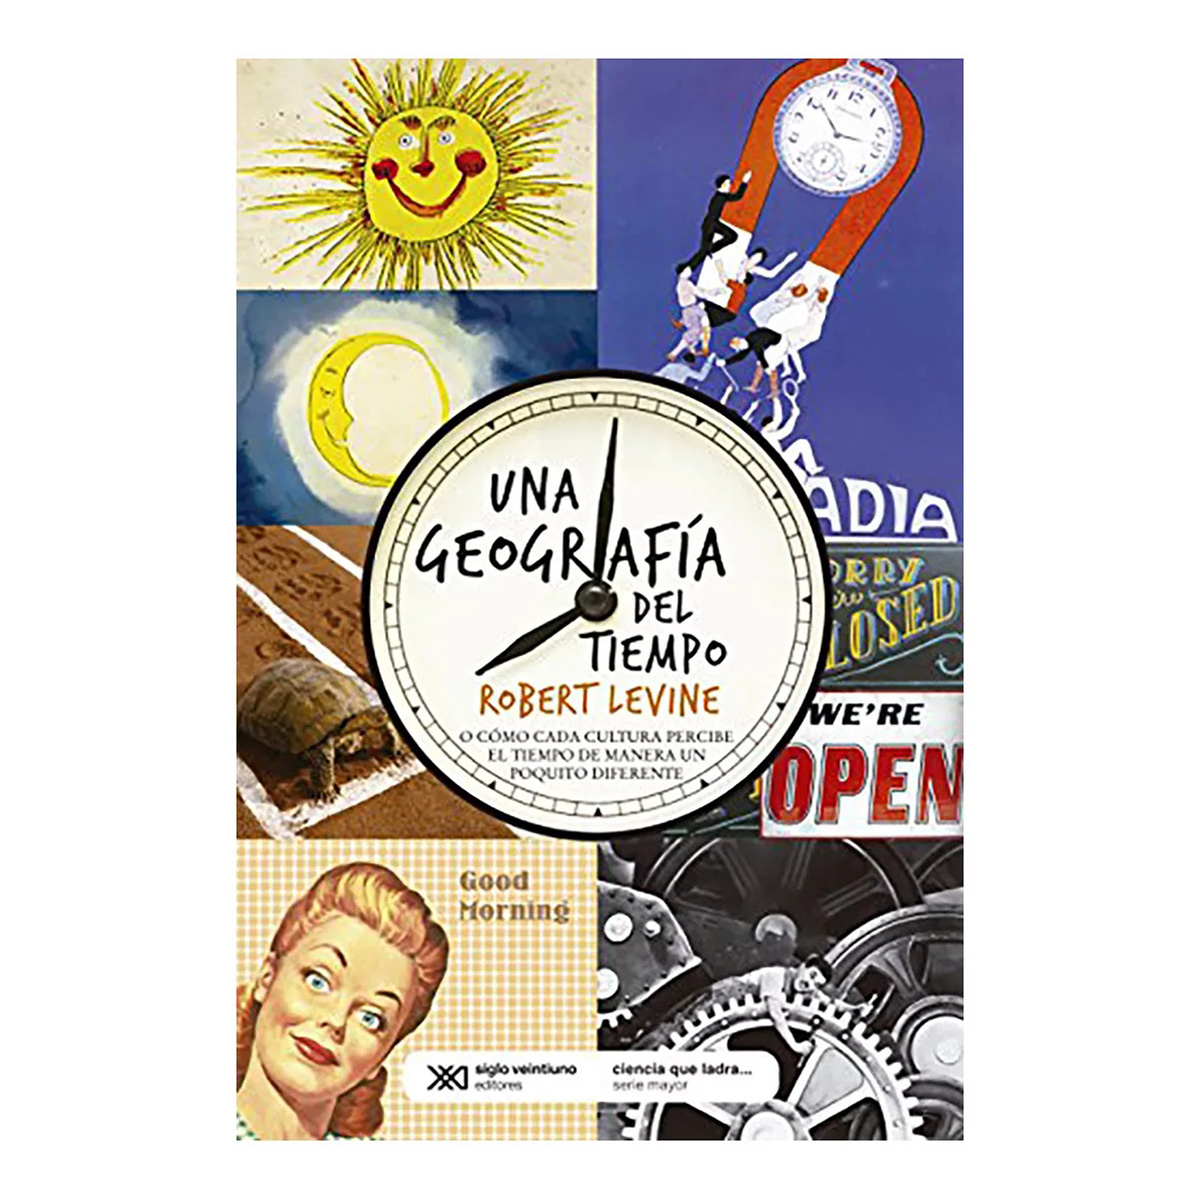 UNA
GEOGRAFÍA
DEL
TIEMPO
ROBERT LEVINE
O CÓMO CADA CULTURA PERCIBE
EL TIEMPO DE MANERA UN
POQUITO DIFERENTE
ADIA
ORRY
LOSED
WE'RE
OPEN
Good
Morning
siglo veintiuno
editores
ciencia que ladra...
serie mayor